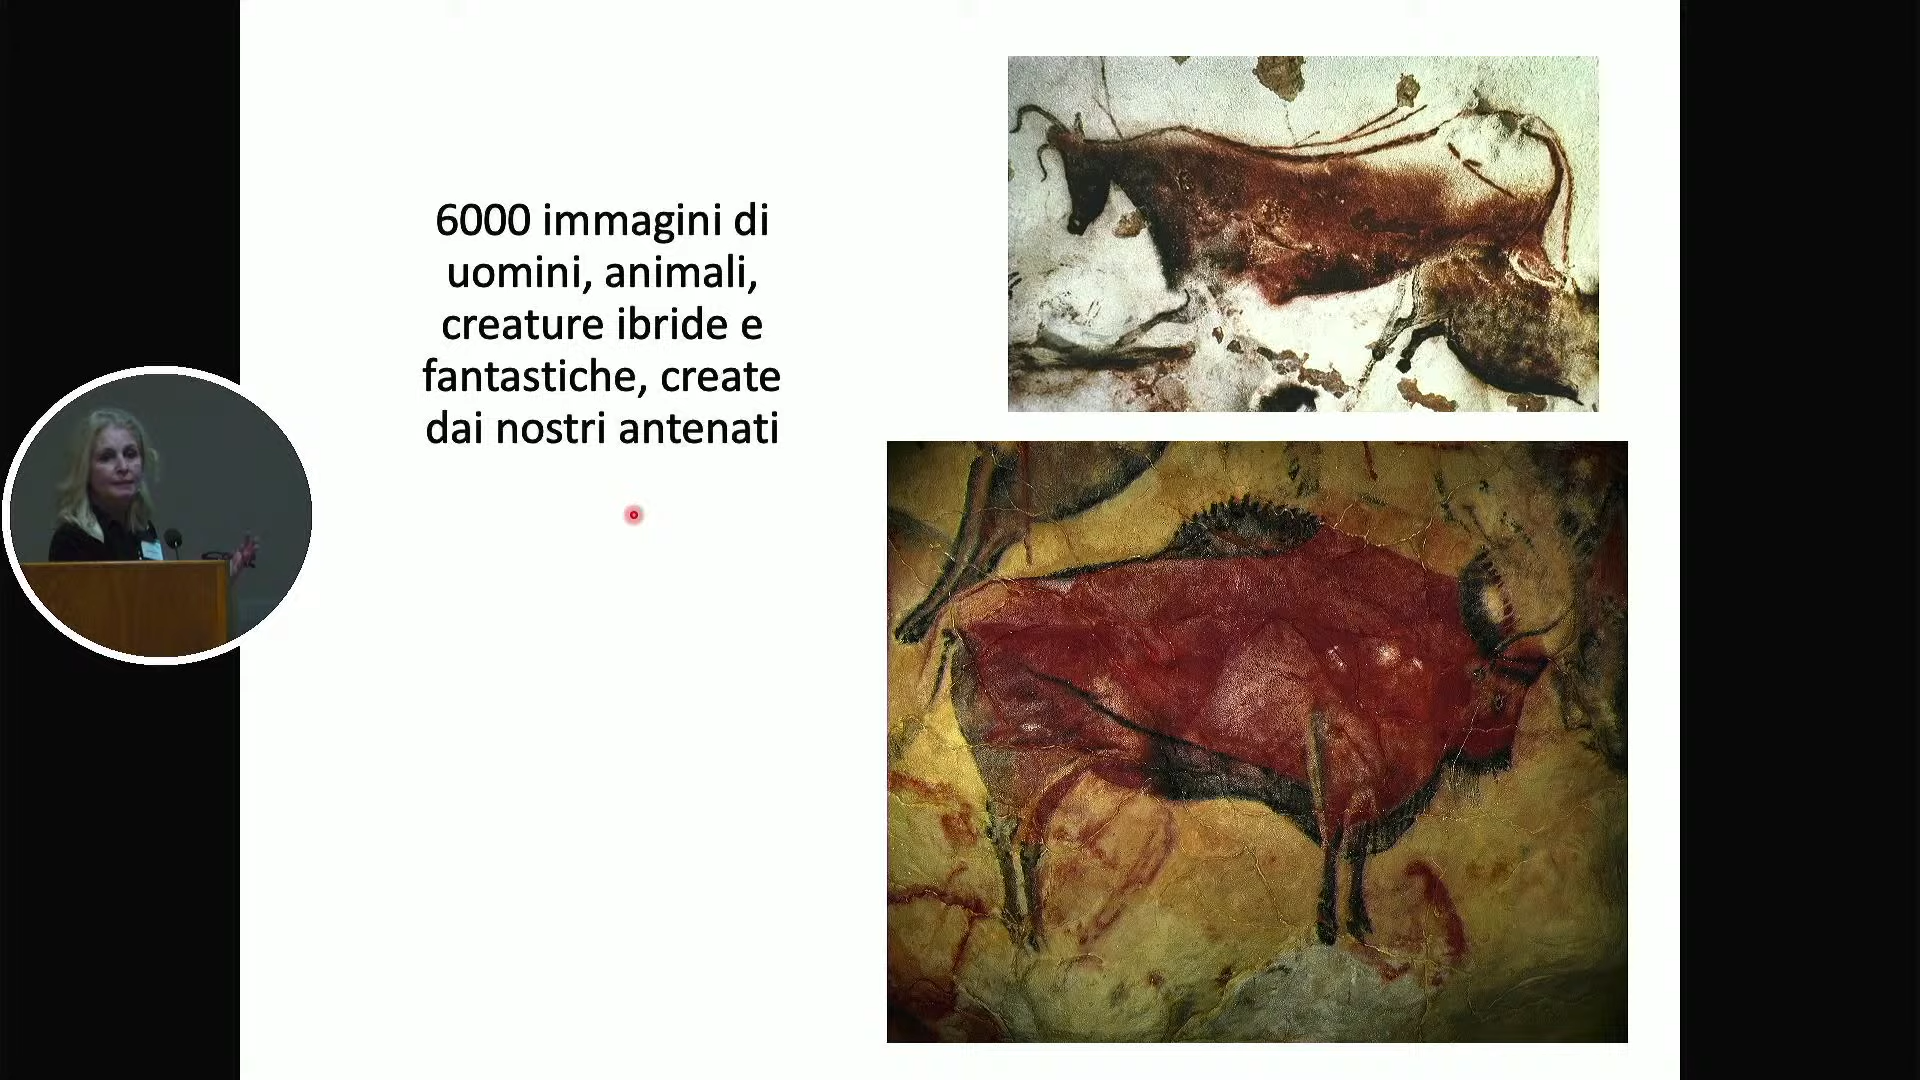 6000 immagini di
uomini, animali,
creature ibride e
fantastiche, create
dai nostri antenati